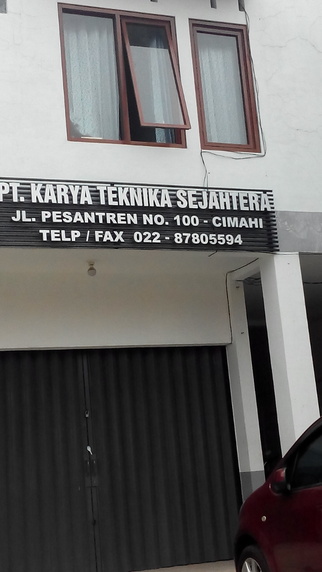 PT. KARYA TEKNIKA SEJAHTERA
JL. PESANTREN NO. 100 - CIMAHI
TELP / FAX 022 - 87805594